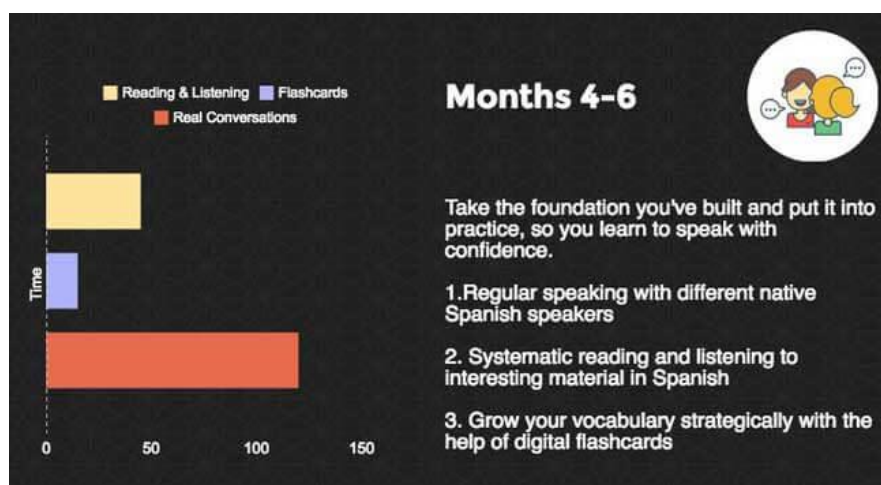 Reading & Listening Flashcards
Real Conversations
Time
0 50 100 150
Months 4-6
Take the foundation you've built and put it into
practice, so you learn to speak with
confidence.
1.Regular speaking with different native
Spanish speakers
2. Systematic reading and listening to
interesting material in Spanish
3. Grow your vocabulary strategically with the
help of digital flashcards